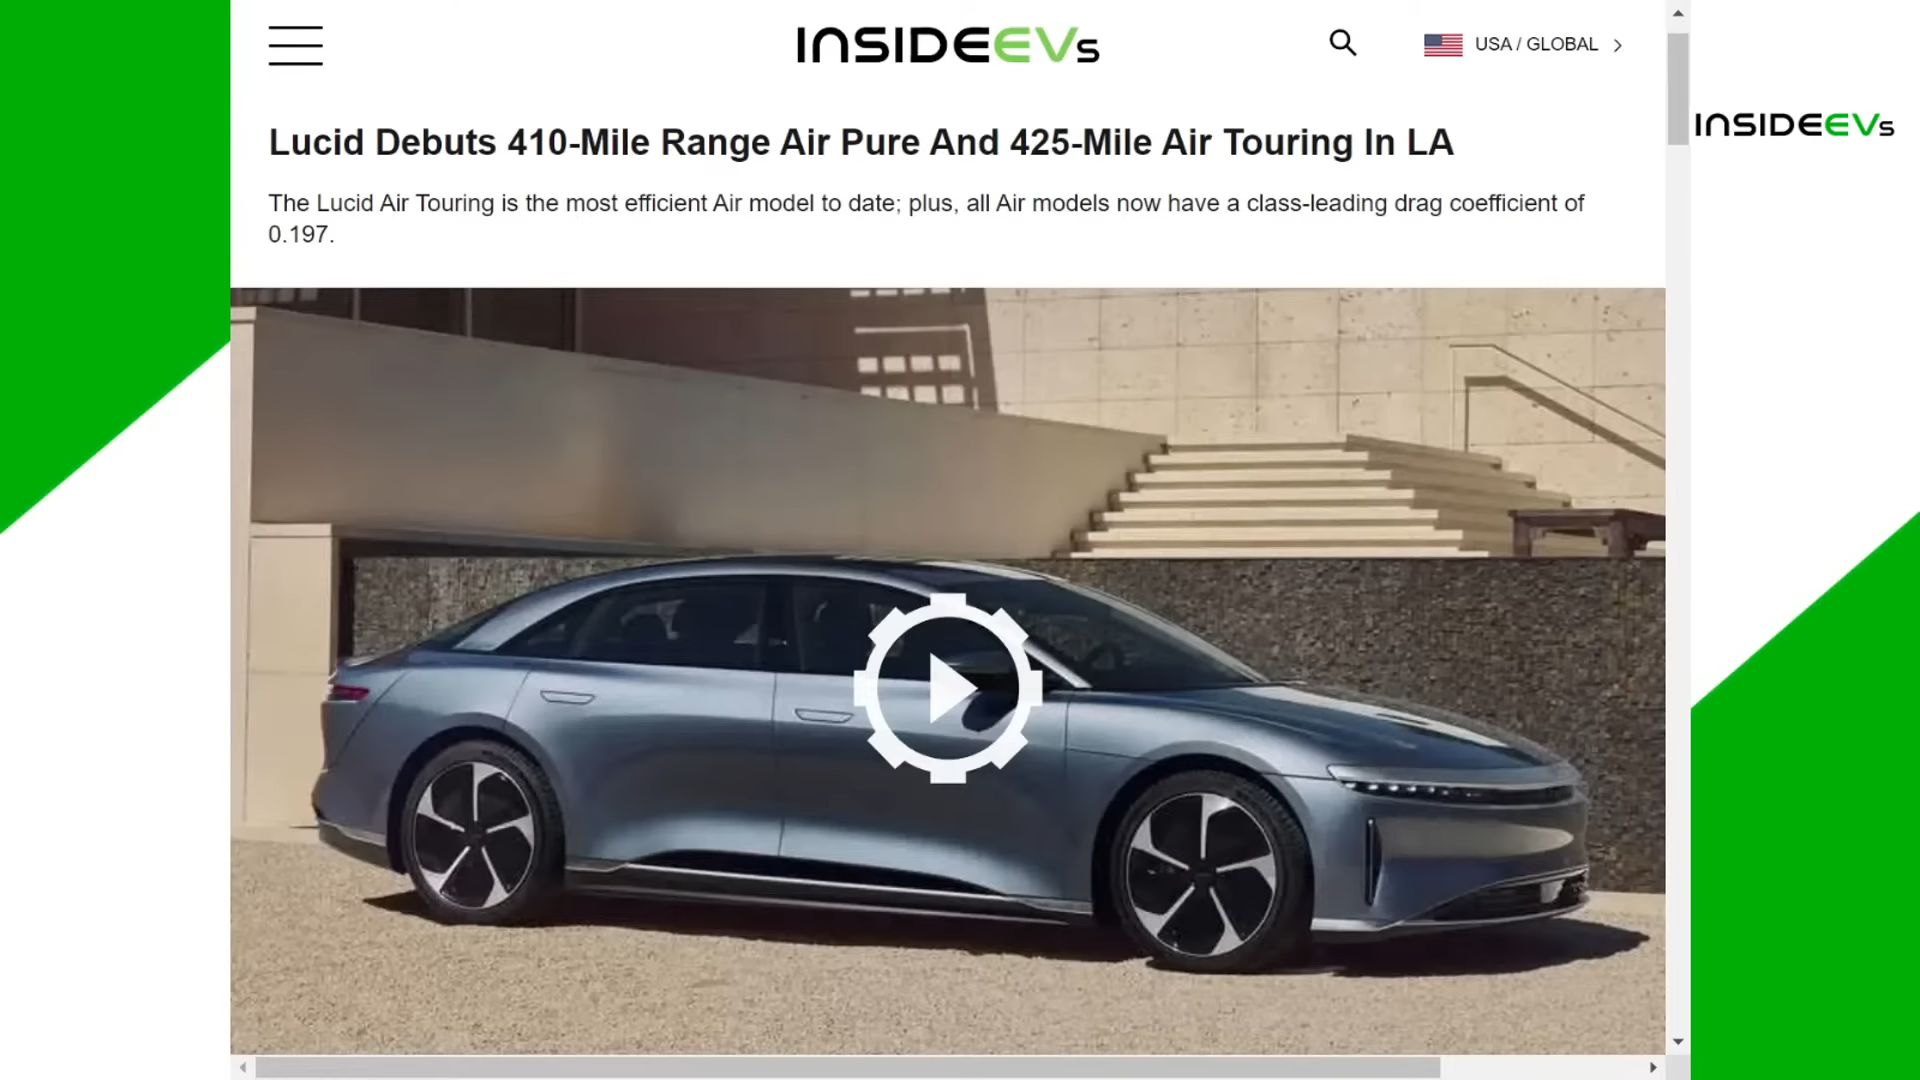 INSIDEEVs
USA / GLOBAL
INSIDEEVs
Lucid Debuts 410-Mile Range Air Pure And 425-Mile Air Touring In LA
The Lucid Air Touring is the most efficient Air model to date; plus, all Air models now have a class-leading drag coefficient of
0.197.